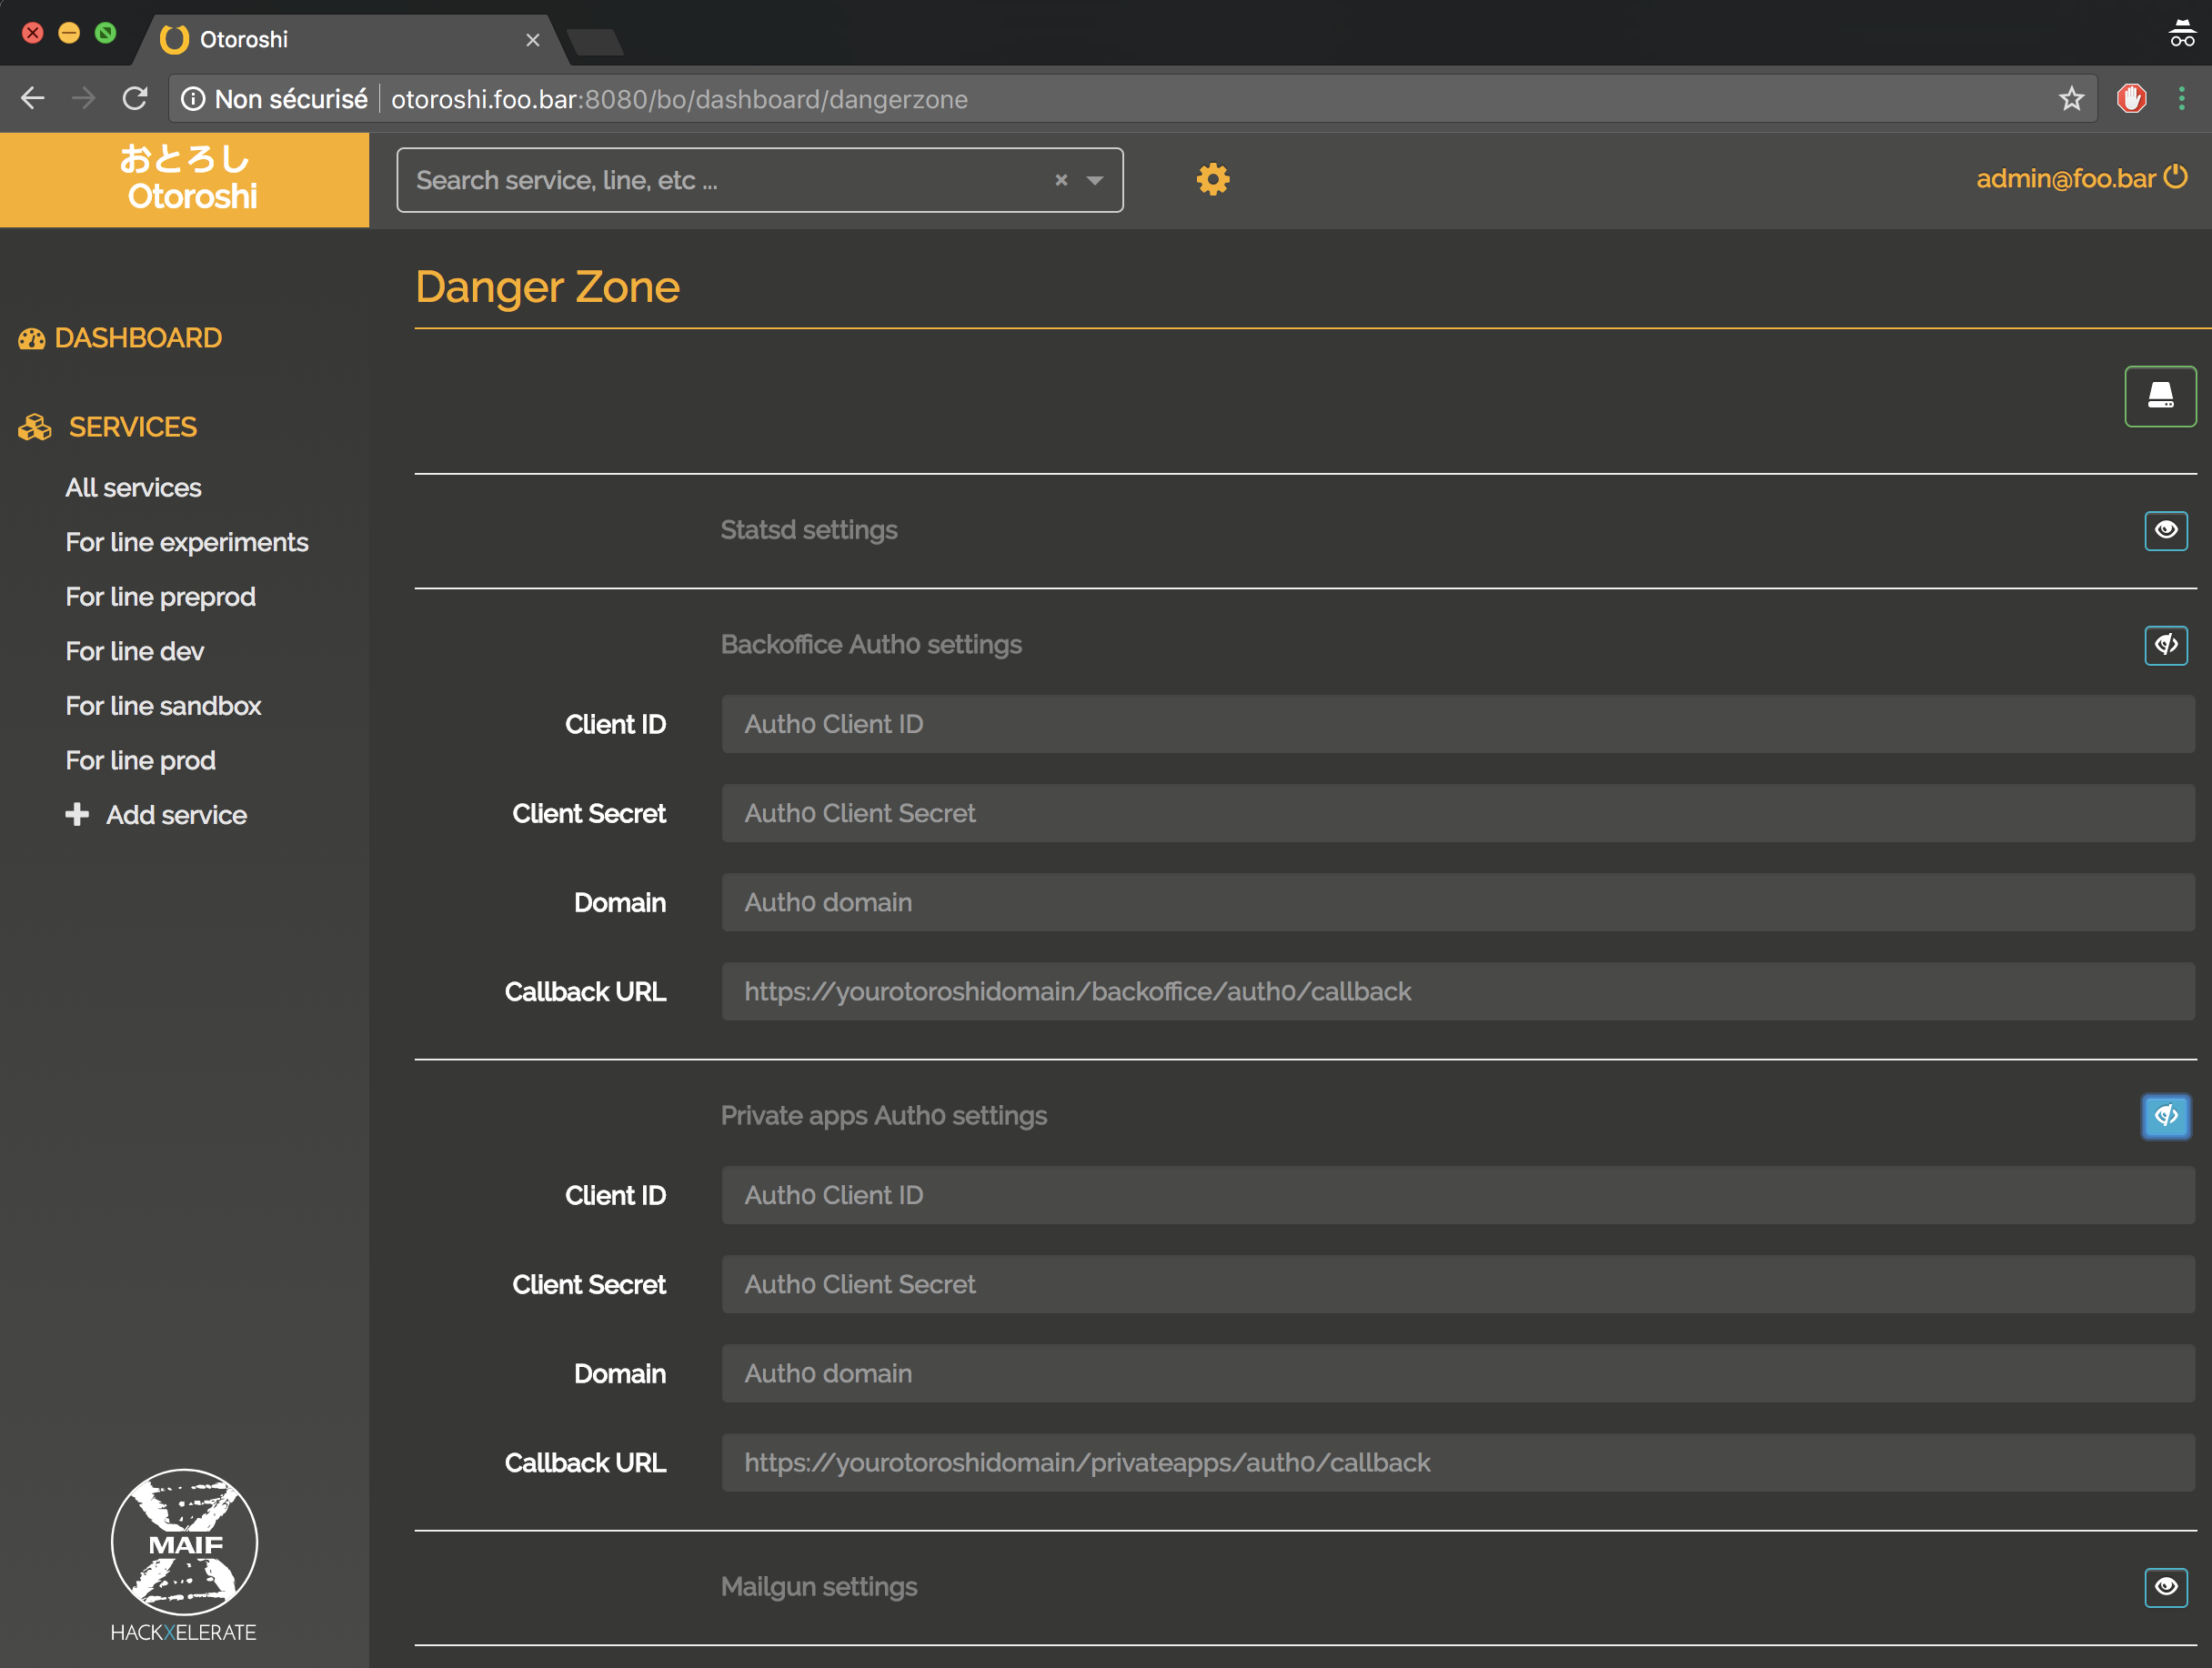 Otoroshi
Non sécurisé otoroshi.foo.bar:8080/bo/dashboard/dangerzone
おとろし
Otoroshi
Search service, line, etc ...
admin@foo.bar
DASHBOARD
SERVICES
All services
For line experiments
For line preprod
For line dev
For line sandbox
For line prod
Add service
MAIF
HACKXELERATE
Danger Zone
Statsd settings
Backoffice Auth0 settings
Client ID Auth0 Client ID
Client Secret Auth0 Client Secret
Domain Auth0 domain
Callback URL https://yourotoroshidomain/backoffice/auth0/callback
Private apps Auth0 settings
Client ID Auth0 Client ID
Client Secret Auth0 Client Secret
Domain Auth0 domain
Callback URL https://yourotoroshidomain/privateapps/auth0/callback
Mailgun settings